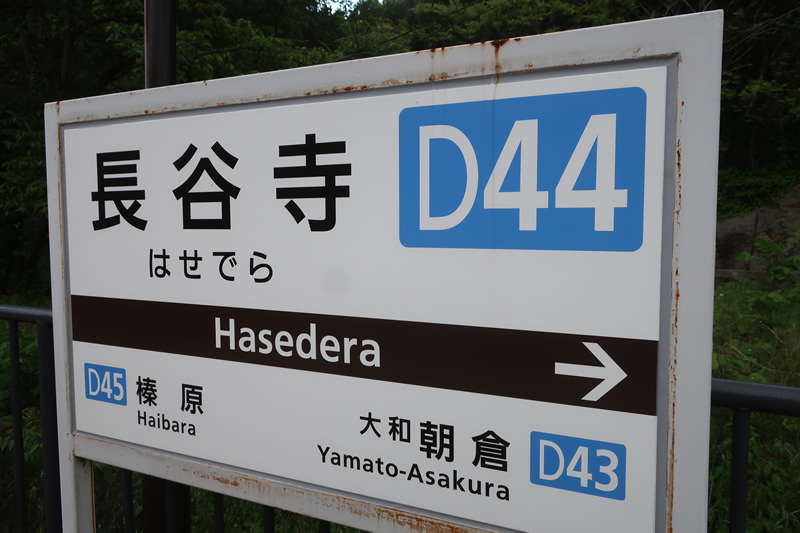 長谷寺 D44
はせでら
Hasedera →
D45 榛原
Haibara
大和朝倉 D43
Yamato-Asakura